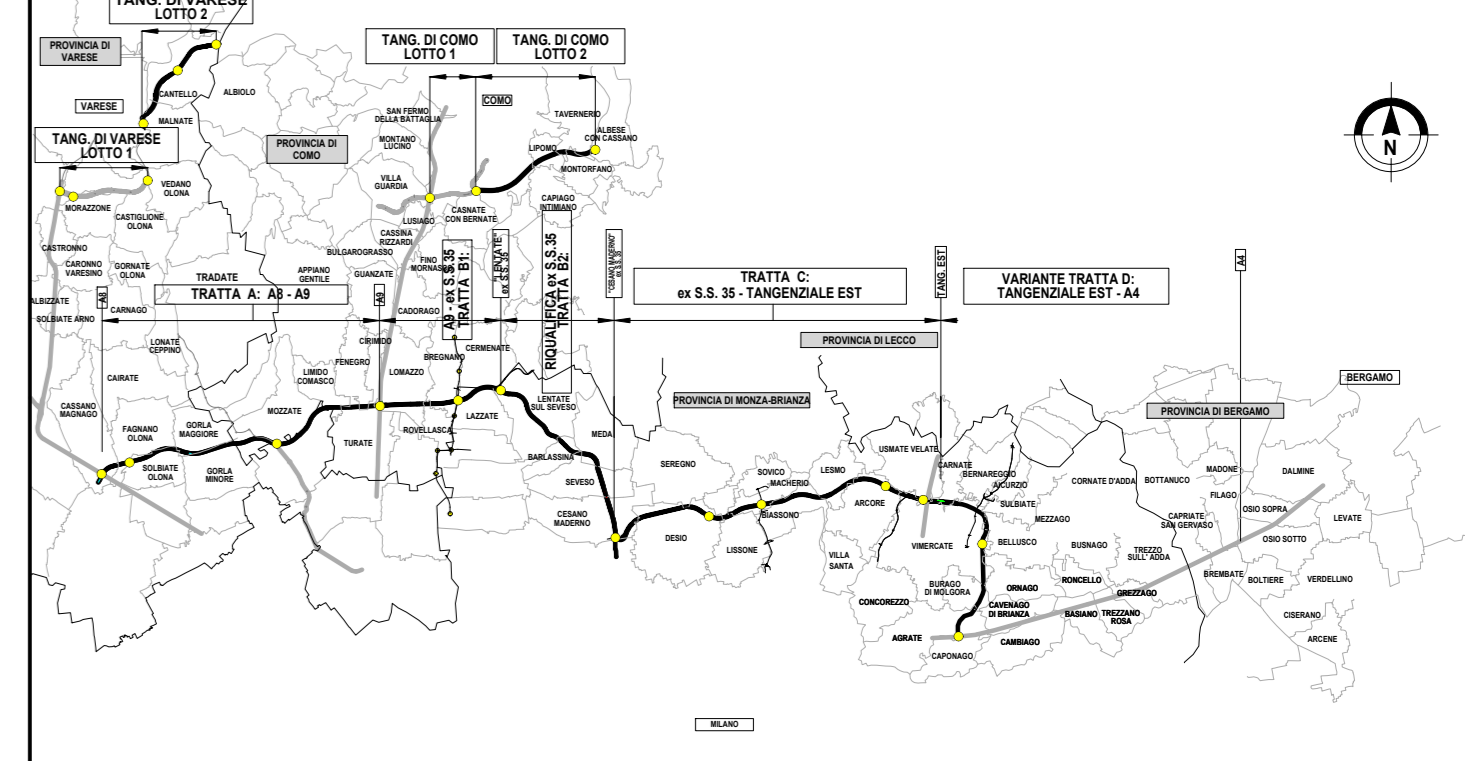 TANG. DI VARESE
LOTTO 2
PROVINCIA DI
VARESE
TANG. DI COMO
LOTTO 1
TANG. DI COMO
LOTTO 2
CANTELLO
ALBIOLO
VARESE
MALNATE
COMO
SAN FERMO
DELLA BATTAGLIA
TAVERNERIO
ALBESE
CON CASSANO
N
TANG. DI VARESE
LOTTO 1
PROVINCIA DI
COMO
MONTANO
LUCINO
LIPOMO
MONTORFANO
VEDANO
OLONA
VILLA
GUARDIA
MORAZZONE
CASTIGLIONE
OLONA
LUSIAGO
CASNATE
CON BERNATE
CAPIAGO
INTIMIANO
CASSINA
RIZZARDI
CASTRONNO
BULGAROGRASSO
CARONNO
VARESINO
GORNATE
OLONA
TRADATE
APPIANO
GENTILE
GUANZATE
FINO
MORNASCO
A9 - ex S.S.35
TRATTA B1:
"LENTATE"
ex S.S. 35
RIQUALIFICA ex S.S.35
TRATTA B2:
"CESANO MADERNO"
ex S.S. 35
TRATTA C:
ex S.S. 35 - TANGENZIALE EST
TANG. EST
VARIANTE TRATTA D:
TANGENZIALE EST - A4
A4
TRATTA A: A8 - A9
A8
A9
ALBIZZATE
SOLBIATE ARNO
CARNAGO
CADORAGO
LONATE
CEPPINO
CIRIMIDO
FENEGRO
BREGNANO
CERMENATE
PROVINCIA DI LECCO
CAIRATE
LIMIDO
COMASCO
LOMAZZO
BERGAMO
CASSANO
MAGNAGO
MOZZATE
LAZZATE
LENTATE
SUL SEVESO
PROVINCIA DI MONZA-BRIANZA
PROVINCIA DI BERGAMO
FAGNANO
OLONA
GORLA
MAGGIORE
TURATE
ROVELLASCA
MEDA
SOLBIATE
OLONA
GORLA
MINORE
BARLASSINA
SEREGNO
SOVICO
MACHERIO
LESMO
USMATE VELATE
CARNATE
BERNAREGGIO
AICURZIO
CORNATE D'ADDA
BOTTANUCO
MADONE
DALMINE
SEVESO
ARCORE
SULBIATE
FILAGO
OSIO SOPRA
CESANO
MADERNO
BIASSONO
MEZZAGO
CAPRIATE
SAN GERVASO
LEVATE
DESIO
LISSONE
VILLA
SANTA
VIMERCATE
BELLUSCO
BUSNAGO
TREZZO
SULL' ADDA
OSIO SOTTO
BURAGO
DI MOLGORA
ORNAGO
RONCELLO
GREZZAGO
BREMBATE
BOLTIERE
VERDELLINO
CONCOREZZO
CAVENAGO
DI BRIANZA
BASIANO
TREZZANO
ROSA
CISERANO
AGRATE
CAMBIAGO
ARCENE
CAPONAGO
MILANO